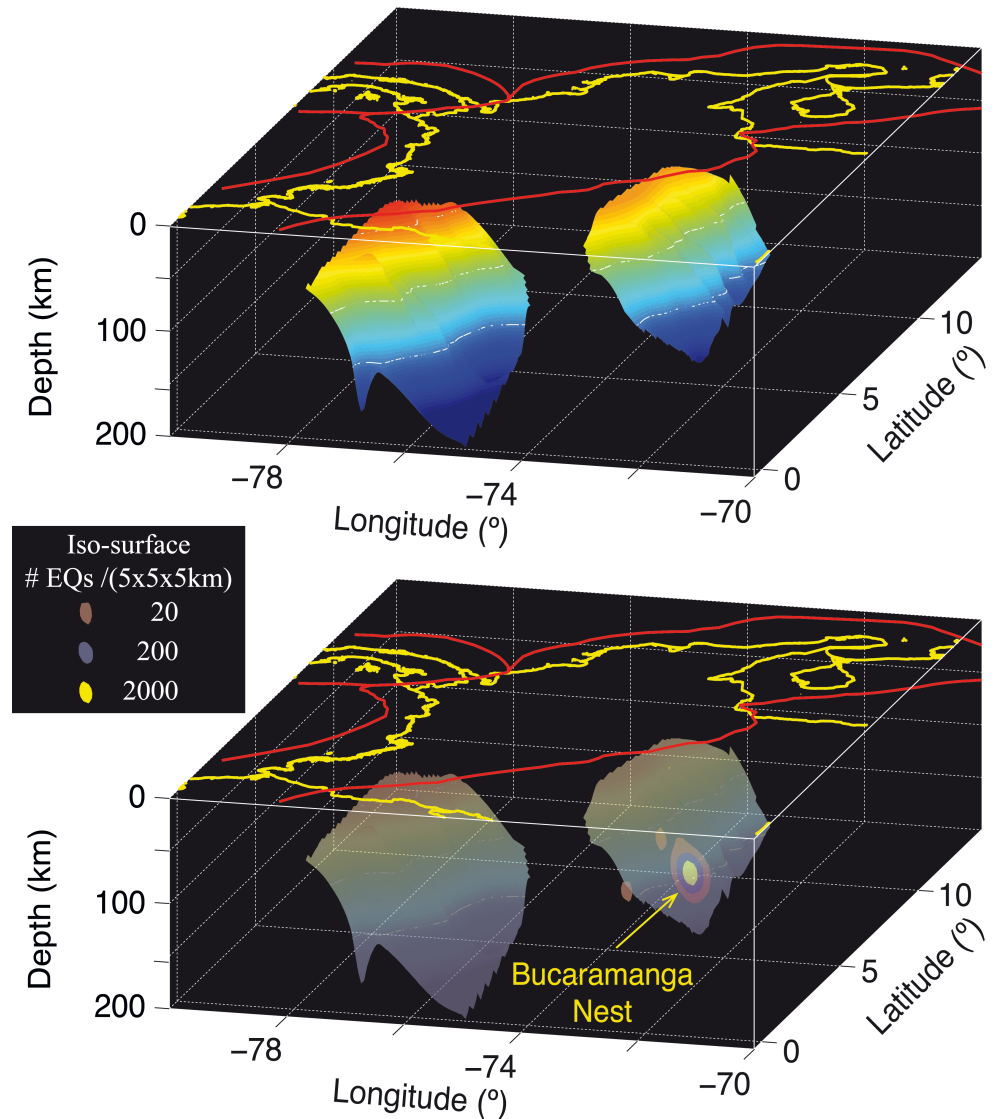 0
100
200
Depth (km)
−78
−74
−70
Longitude (º)
0
5
10
Latitude (º)
Iso-surface
# EQs /(5x5x5km)
20
200
2000
0
100
200
Depth (km)
Bucaramanga
Nest
−78
−74
−70
Longitude (º)
0
5
10
Latitude (º)